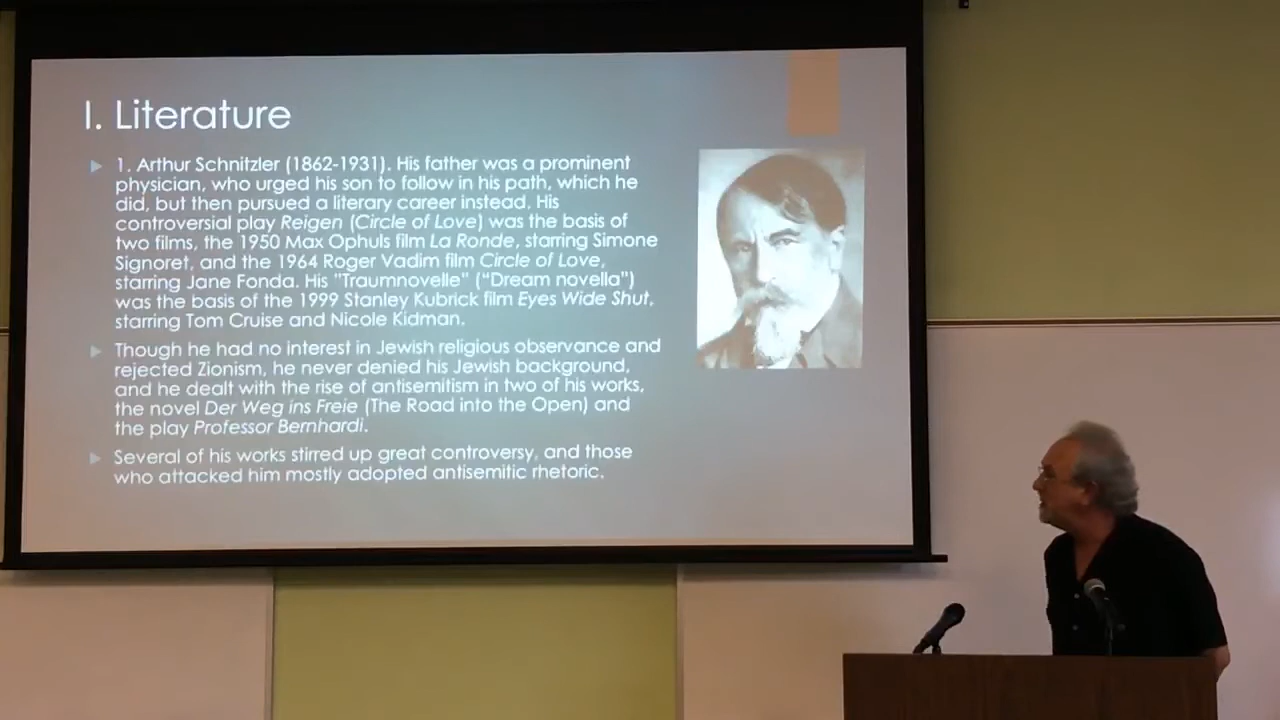 I. Literature
1. Arthur Schnitzler (1862-1931). His father was a prominent
physician, who urged his son to follow in his path, which he
did, but then pursued a literary career instead. His
controversial play Reigen (Circle of Love) was the basis of
two films, the 1950 Max Ophuls film La Ronde, starring Simone
Signoret, and the 1964 Roger Vadim film Circle of Love,
starring Jane Fonda. His "Traumnovelle" (“Dream novella”)
was the basis of the 1999 Stanley Kubrick film Eyes Wide Shut,
starring Tom Cruise and Nicole Kidman.
Though he had no interest in Jewish religious observance and
rejected Zionism, he never denied his Jewish background,
and he dealt with the rise of antisemitism in two of his works,
the novel Der Weg ins Freie (The Road into the Open) and
the play Professor Bernhardi.
Several of his works stirred up great controversy, and those
who attacked him mostly adopted antisemitic rhetoric.